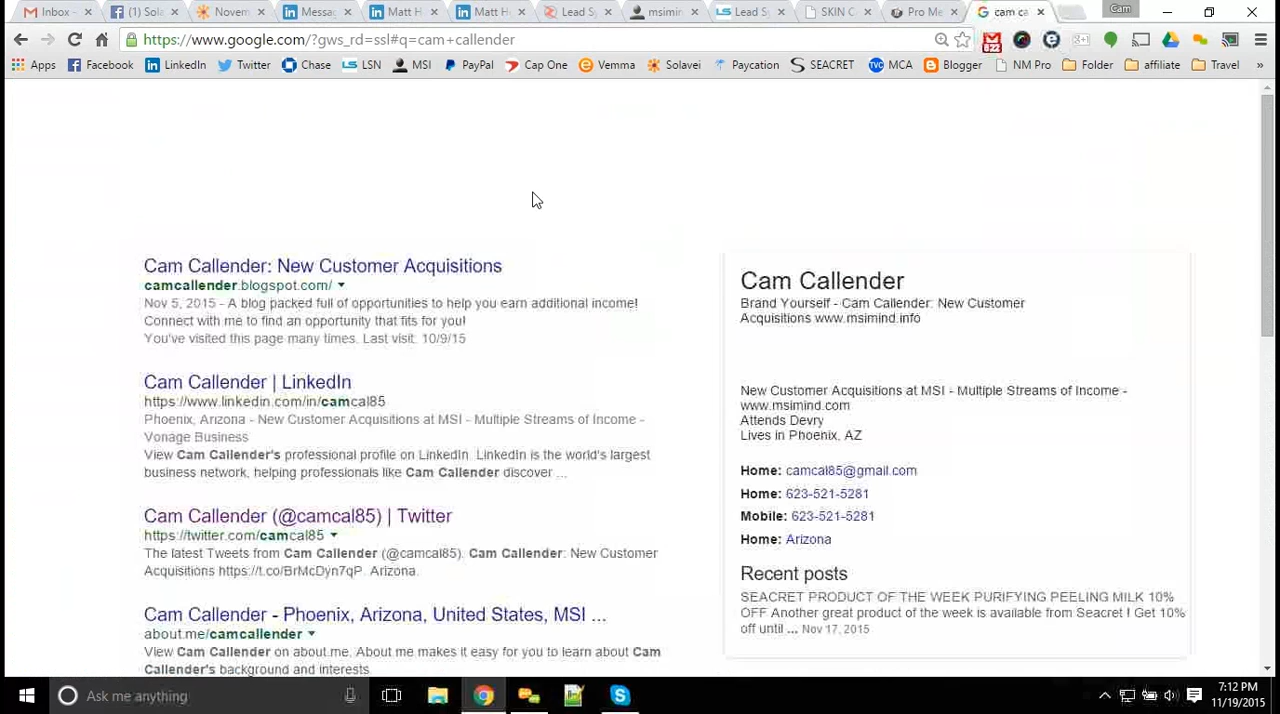 Inbox -
(1) Sola
Novem
Messag
Matt H
Matt H
Lead S
msimin
Lead S
SKIN C
Pro Me
cam ca
Cam
https://www.google.com/?gws_rd=ssl#q=cam+callender
822
Apps Facebook LinkedIn Twitter Chase LSN MSI PayPal Cap One Vemma Solavei Paycation SEACRET MCA Blogger NM Pro Folder affiliate Travel »
Cam Callender: New Customer Acquisitions
camcallender.blogspot.com/
Nov 5, 2015 - A blog packed full of opportunities to help you earn additional income!
Connect with me to find an opportunity that fits for you!
You've visited this page many times. Last visit: 10/9/15
Cam Callender | LinkedIn
https://www.linkedin.com/in/camcal85
Phoenix, Arizona - New Customer Acquisitions at MSI - Multiple Streams of Income -
Vonage Business
View Cam Callender's professional profile on LinkedIn. LinkedIn is the world's largest
business network, helping professionals like Cam Callender discover ...
Cam Callender (@camcal85) | Twitter
https://twitter.com/camcal85
The latest Tweets from Cam Callender (@camcal85). Cam Callender: New Customer
Acquisitions https://t.co/BrMcDyn7qP. Arizona.
Cam Callender - Phoenix, Arizona, United States, MSI ...
about.me/camcallender
View Cam Callender on about.me. About.me makes it easy for you to learn about Cam
Callender's background and interests.
Cam Callender
Brand Yourself - Cam Callender: New Customer
Acquisitions www.msimind.info
New Customer Acquisitions at MSI - Multiple Streams of Income -
www.msimind.com
Attends Devry
Lives in Phoenix, AZ
Home: camcal85@gmail.com
Home: 623-521-5281
Mobile: 623-521-5281
Home: Arizona
Recent posts
SEACRET PRODUCT OF THE WEEK PURIFYING PEELING MILK 10%
OFF Another great product of the week is available from Seacret ! Get 10%
off until ... Nov 17, 2015
Ask me anything
7:12 PM
11/19/2015